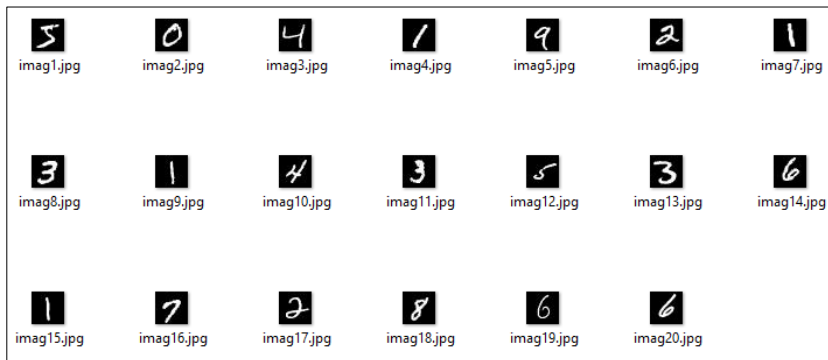 5 0 4 1 9 2 1
imag1.jpg imag2.jpg imag3.jpg imag4.jpg imag5.jpg imag6.jpg imag7.jpg
3 1 4 3 5 3 6
imag8.jpg imag9.jpg imag10.jpg imag11.jpg imag12.jpg imag13.jpg imag14.jpg
1 7 2 8 6 6
imag15.jpg imag16.jpg imag17.jpg imag18.jpg imag19.jpg imag20.jpg